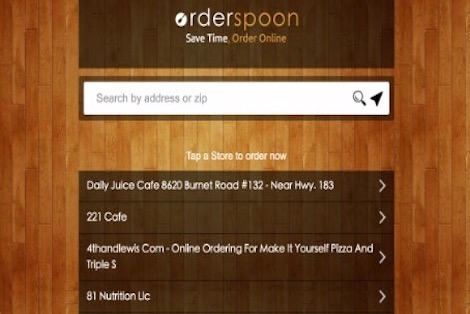 orderspoon
Save Time, Order Online
Search by address or zip
Tap a Store to order now
Daily Juice Cafe 8620 Burnet Road #132 - Near Hwy. 183
221 Cafe
4thandlewis Com - Online Ordering For Make It Yourself Pizza And
Triple S
81 Nutrition Llc